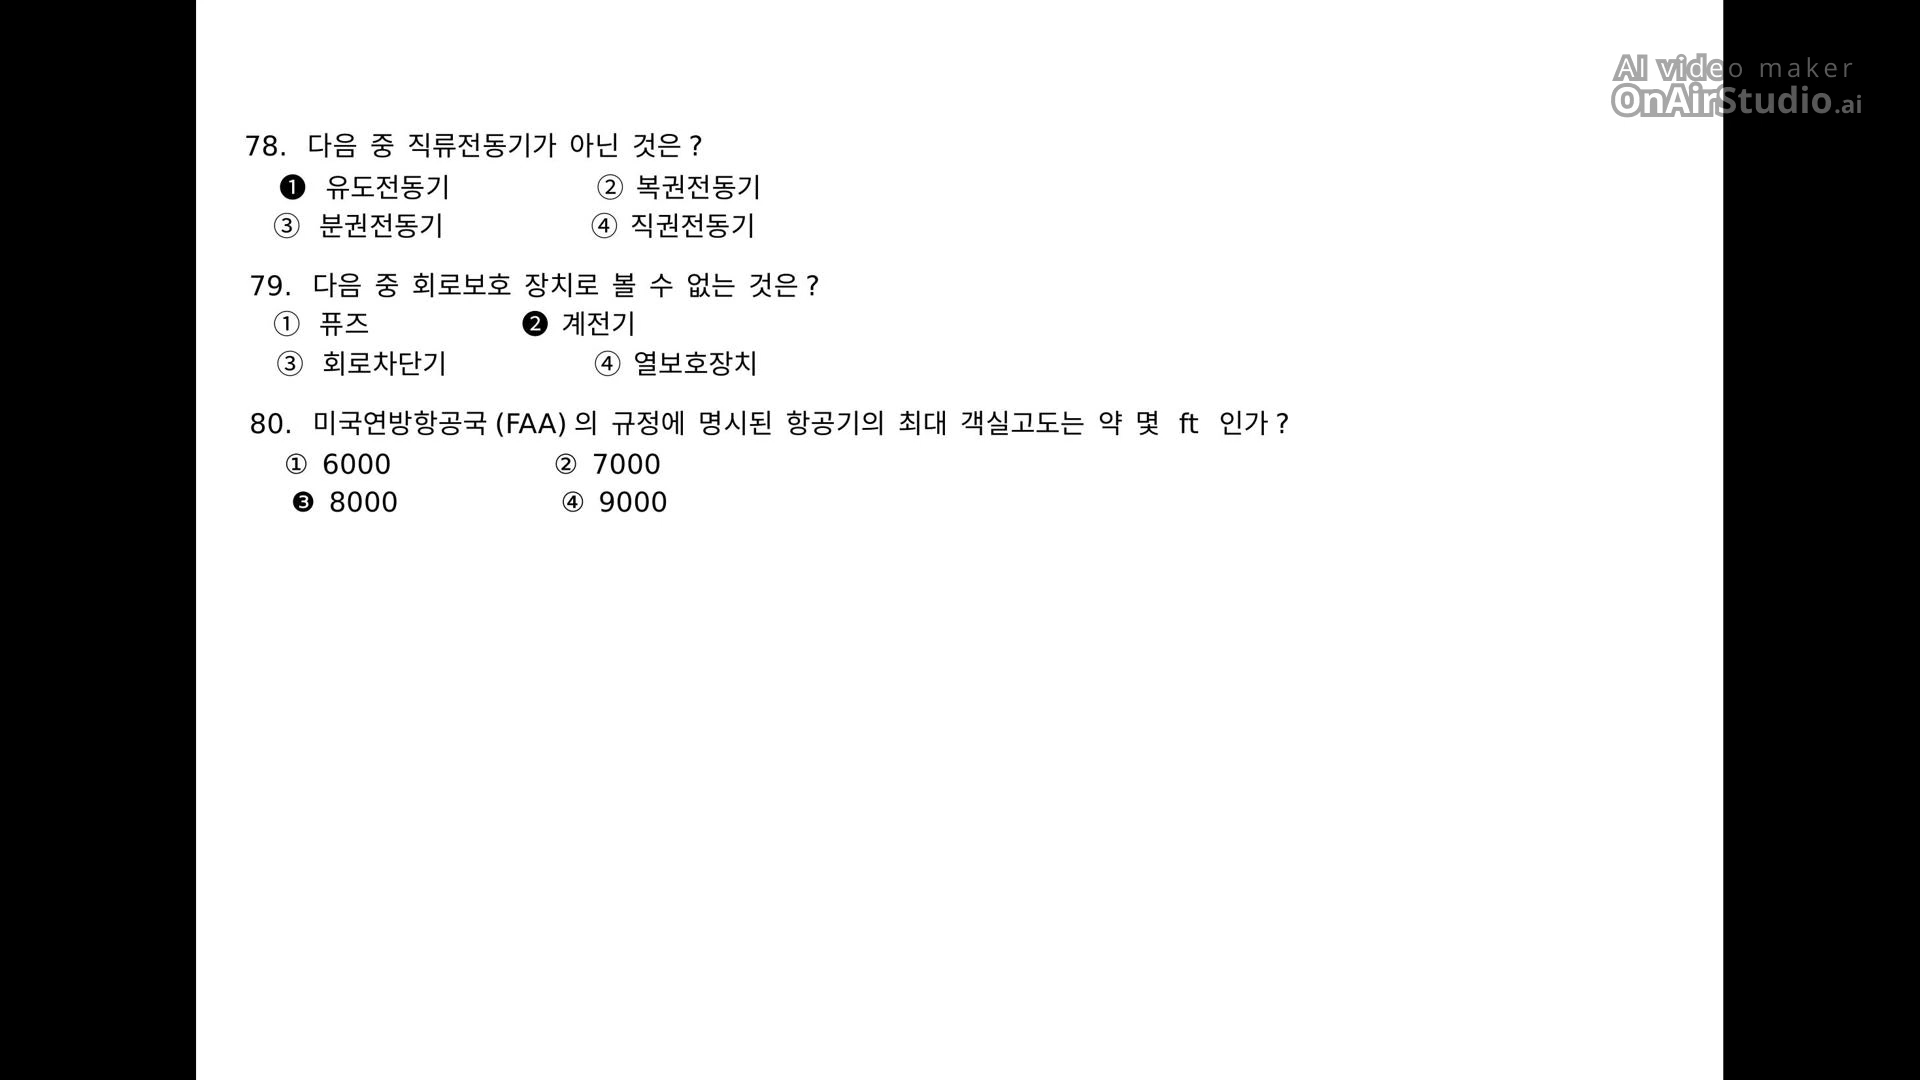 AI video maker
OnAirStudio.ai
78. 다음 중 직류전동기가 아닌 것은?
❶ 유도전동기 ② 복권전동기
③ 분권전동기 ④ 직권전동기
79. 다음 중 회로보호 장치로 볼 수 없는 것은?
① 퓨즈 ❷ 계전기
③ 회로차단기 ④ 열보호장치
80. 미국연방항공국(FAA)의 규정에 명시된 항공기의 최대 객실고도는 약 몇 ft 인가?
① 6000 ② 7000
❸ 8000 ④ 9000